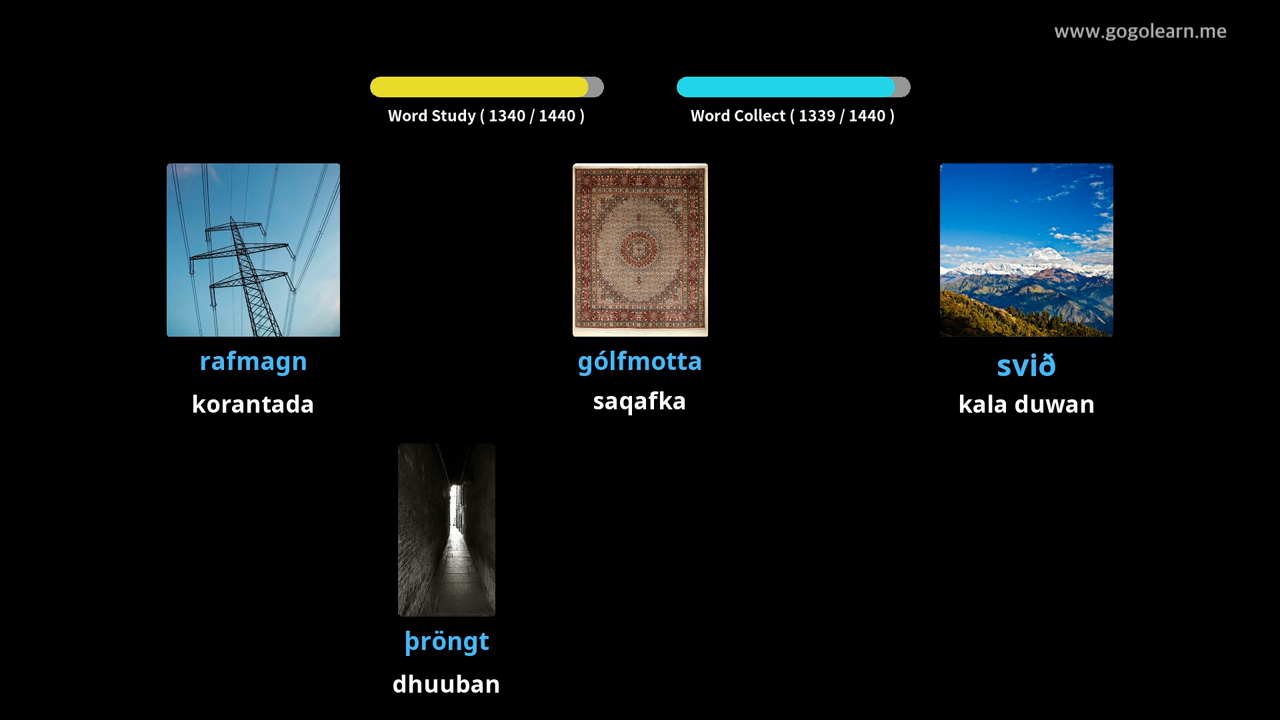 www.gogolearn.me
Word Study ( 1340 / 1440 )
Word Collect ( 1339 / 1440 )
rafmagn
korantada
gólfmotta
saqafka
svið
kala duwan
þröngt
dhuuban